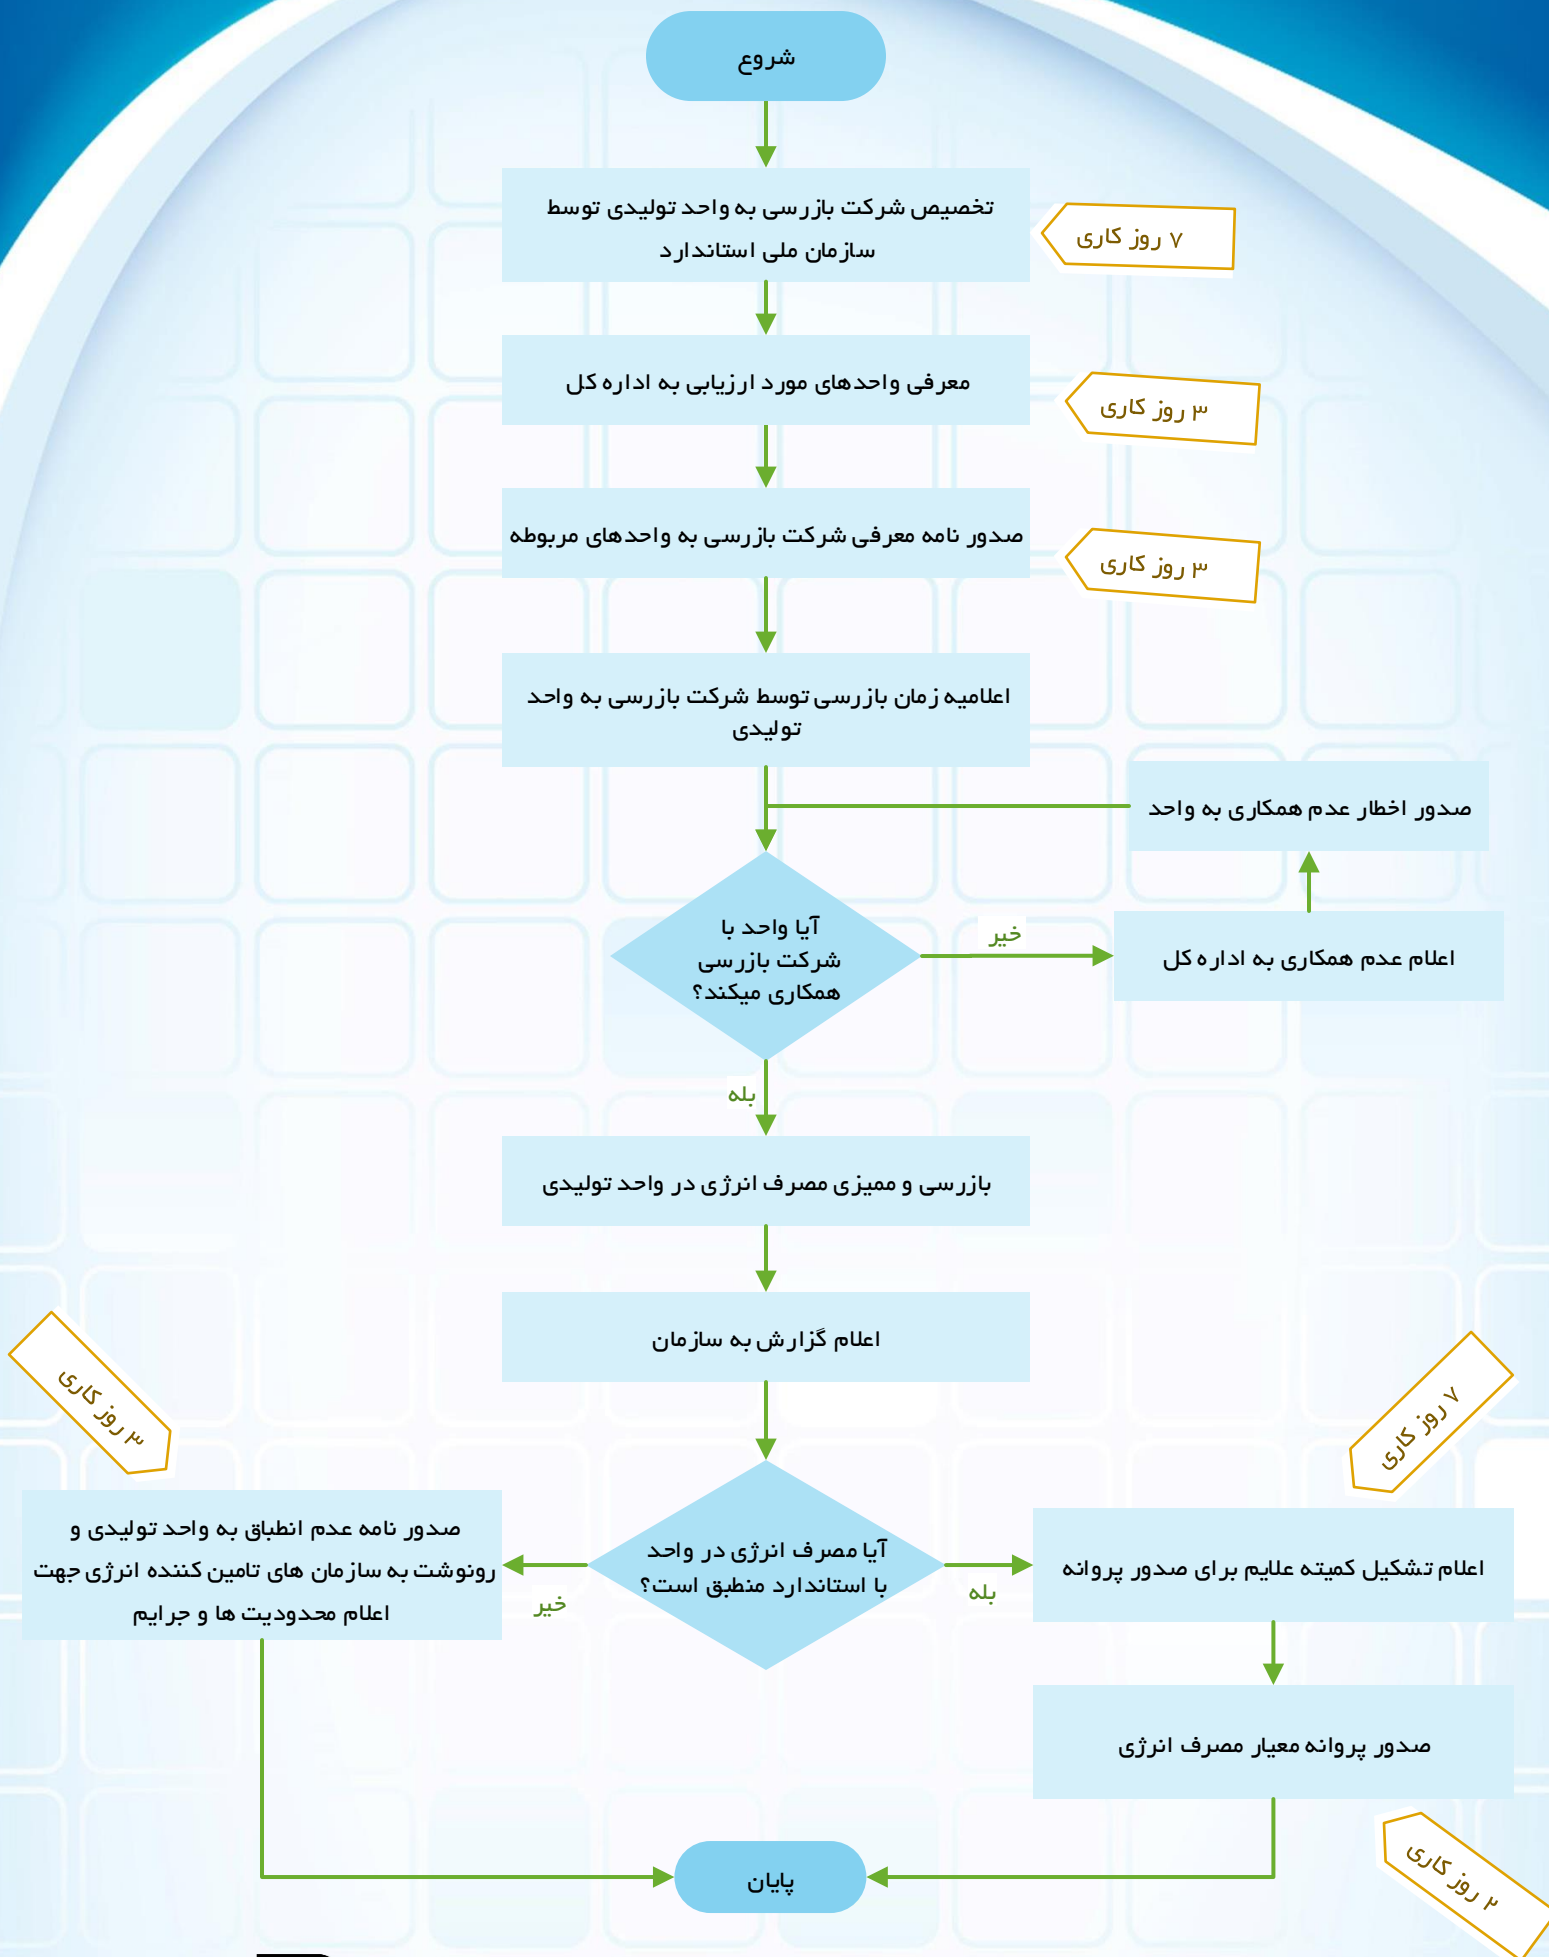 شروع
تخصیص شرکت بازرسی به واحد تولیدی توسط
سازمان ملی استاندارد
۷ روز کاری
معرفی واحدهای مورد ارزیابی به اداره کل
۳ روز کاری
صدور نامه معرفی شرکت بازرسی به واحدهای مربوطه
۳ روز کاری
اعلامیه زمان بازرسی توسط شرکت بازرسی به واحد
تولیدی
صدور اخطار عدم همکاری به واحد
آیا واحد با
شرکت بازرسی
همکاری میکند؟
خیر
اعلام عدم همکاری به اداره کل
بله
بازرسی و ممیزی مصرف انرژی در واحد تولیدی
اعلام گزارش به سازمان
۷ روز کاری
۳ روز کاری
آیا مصرف انرژی در واحد
با استاندارد منطبق است؟
بله
اعلام تشکیل کمیته علایم برای صدور پروانه
خیر
صدور نامه عدم انطباق به واحد تولیدی و
رونوشت به سازمان های تامین کننده انرژی جهت
اعلام محدودیت ها و جرایم
صدور پروانه معیار مصرف انرژی
۲ روز کاری
پایان